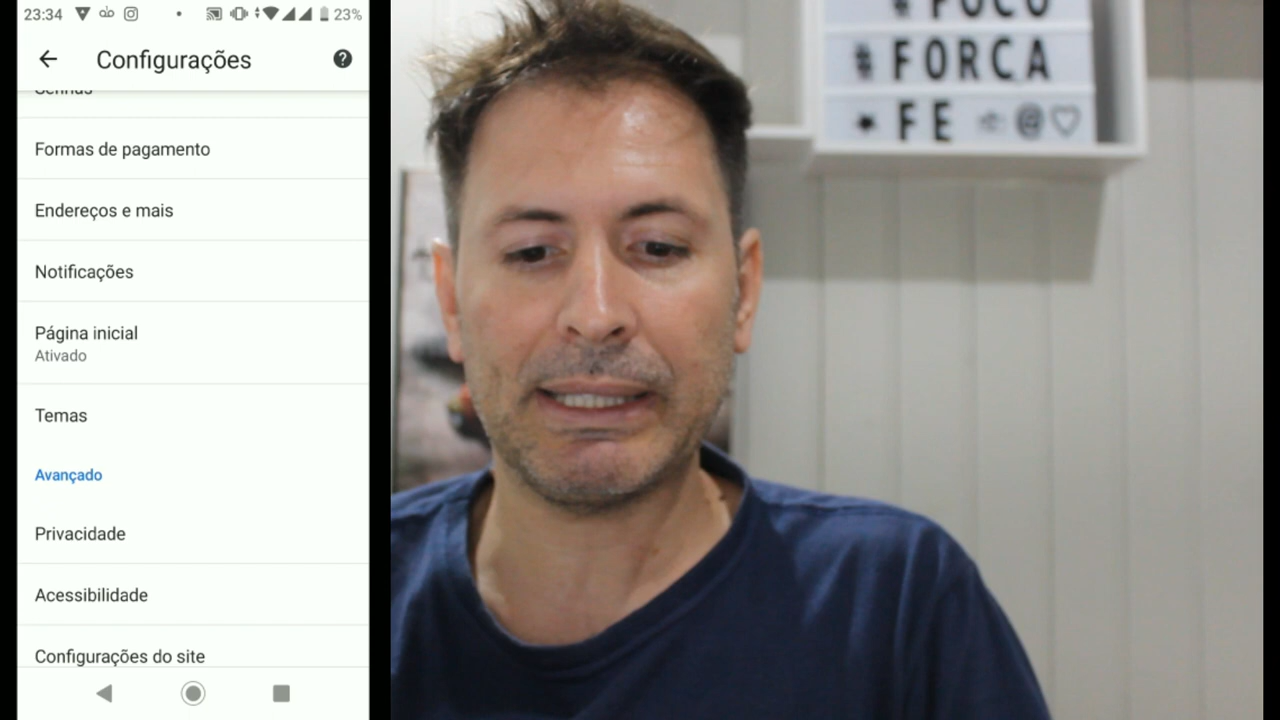 23:34
23%
Configurações
Senhas
Formas de pagamento
Endereços e mais
Notificações
Página inicial
Ativado
Temas
Avançado
Privacidade
Acessibilidade
Configurações do site
# FOCO
# FORCA
★ FE @♡